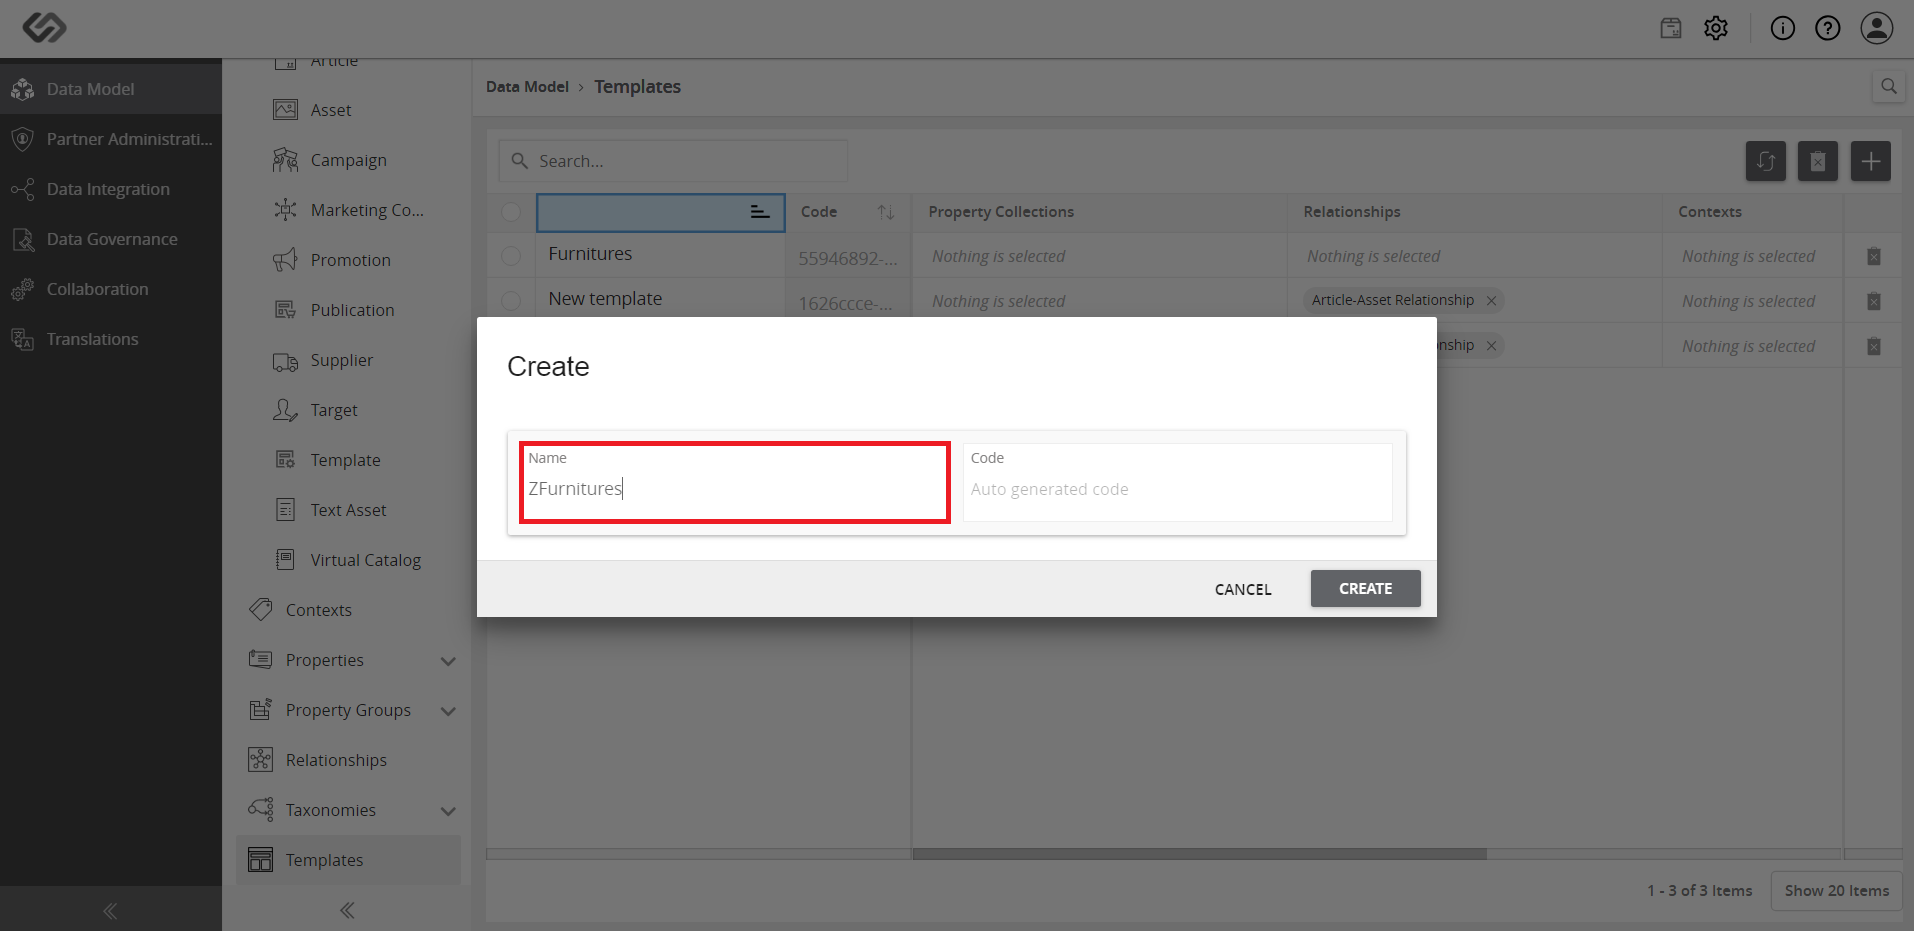 Data Model
Partner Administrati...
Data Integration
Data Governance
Collaboration
Translations
Article
Asset
Campaign
Marketing Co...
Promotion
Publication
Supplier
Target
Template
Text Asset
Virtual Catalog
Contexts
Properties
Property Groups
Relationships
Taxonomies
Templates
Data Model › Templates
Search...
Code Property Collections Relationships Contexts
Furnitures 55946892-... Nothing is selected Nothing is selected Nothing is selected
New template 1626ccce-... Nothing is selected Article-Asset Relationship Nothing is selected
nship Nothing is selected
Create
Name
ZFurnitures
Code
Auto generated code
CANCEL CREATE
1 - 3 of 3 Items Show 20 Items